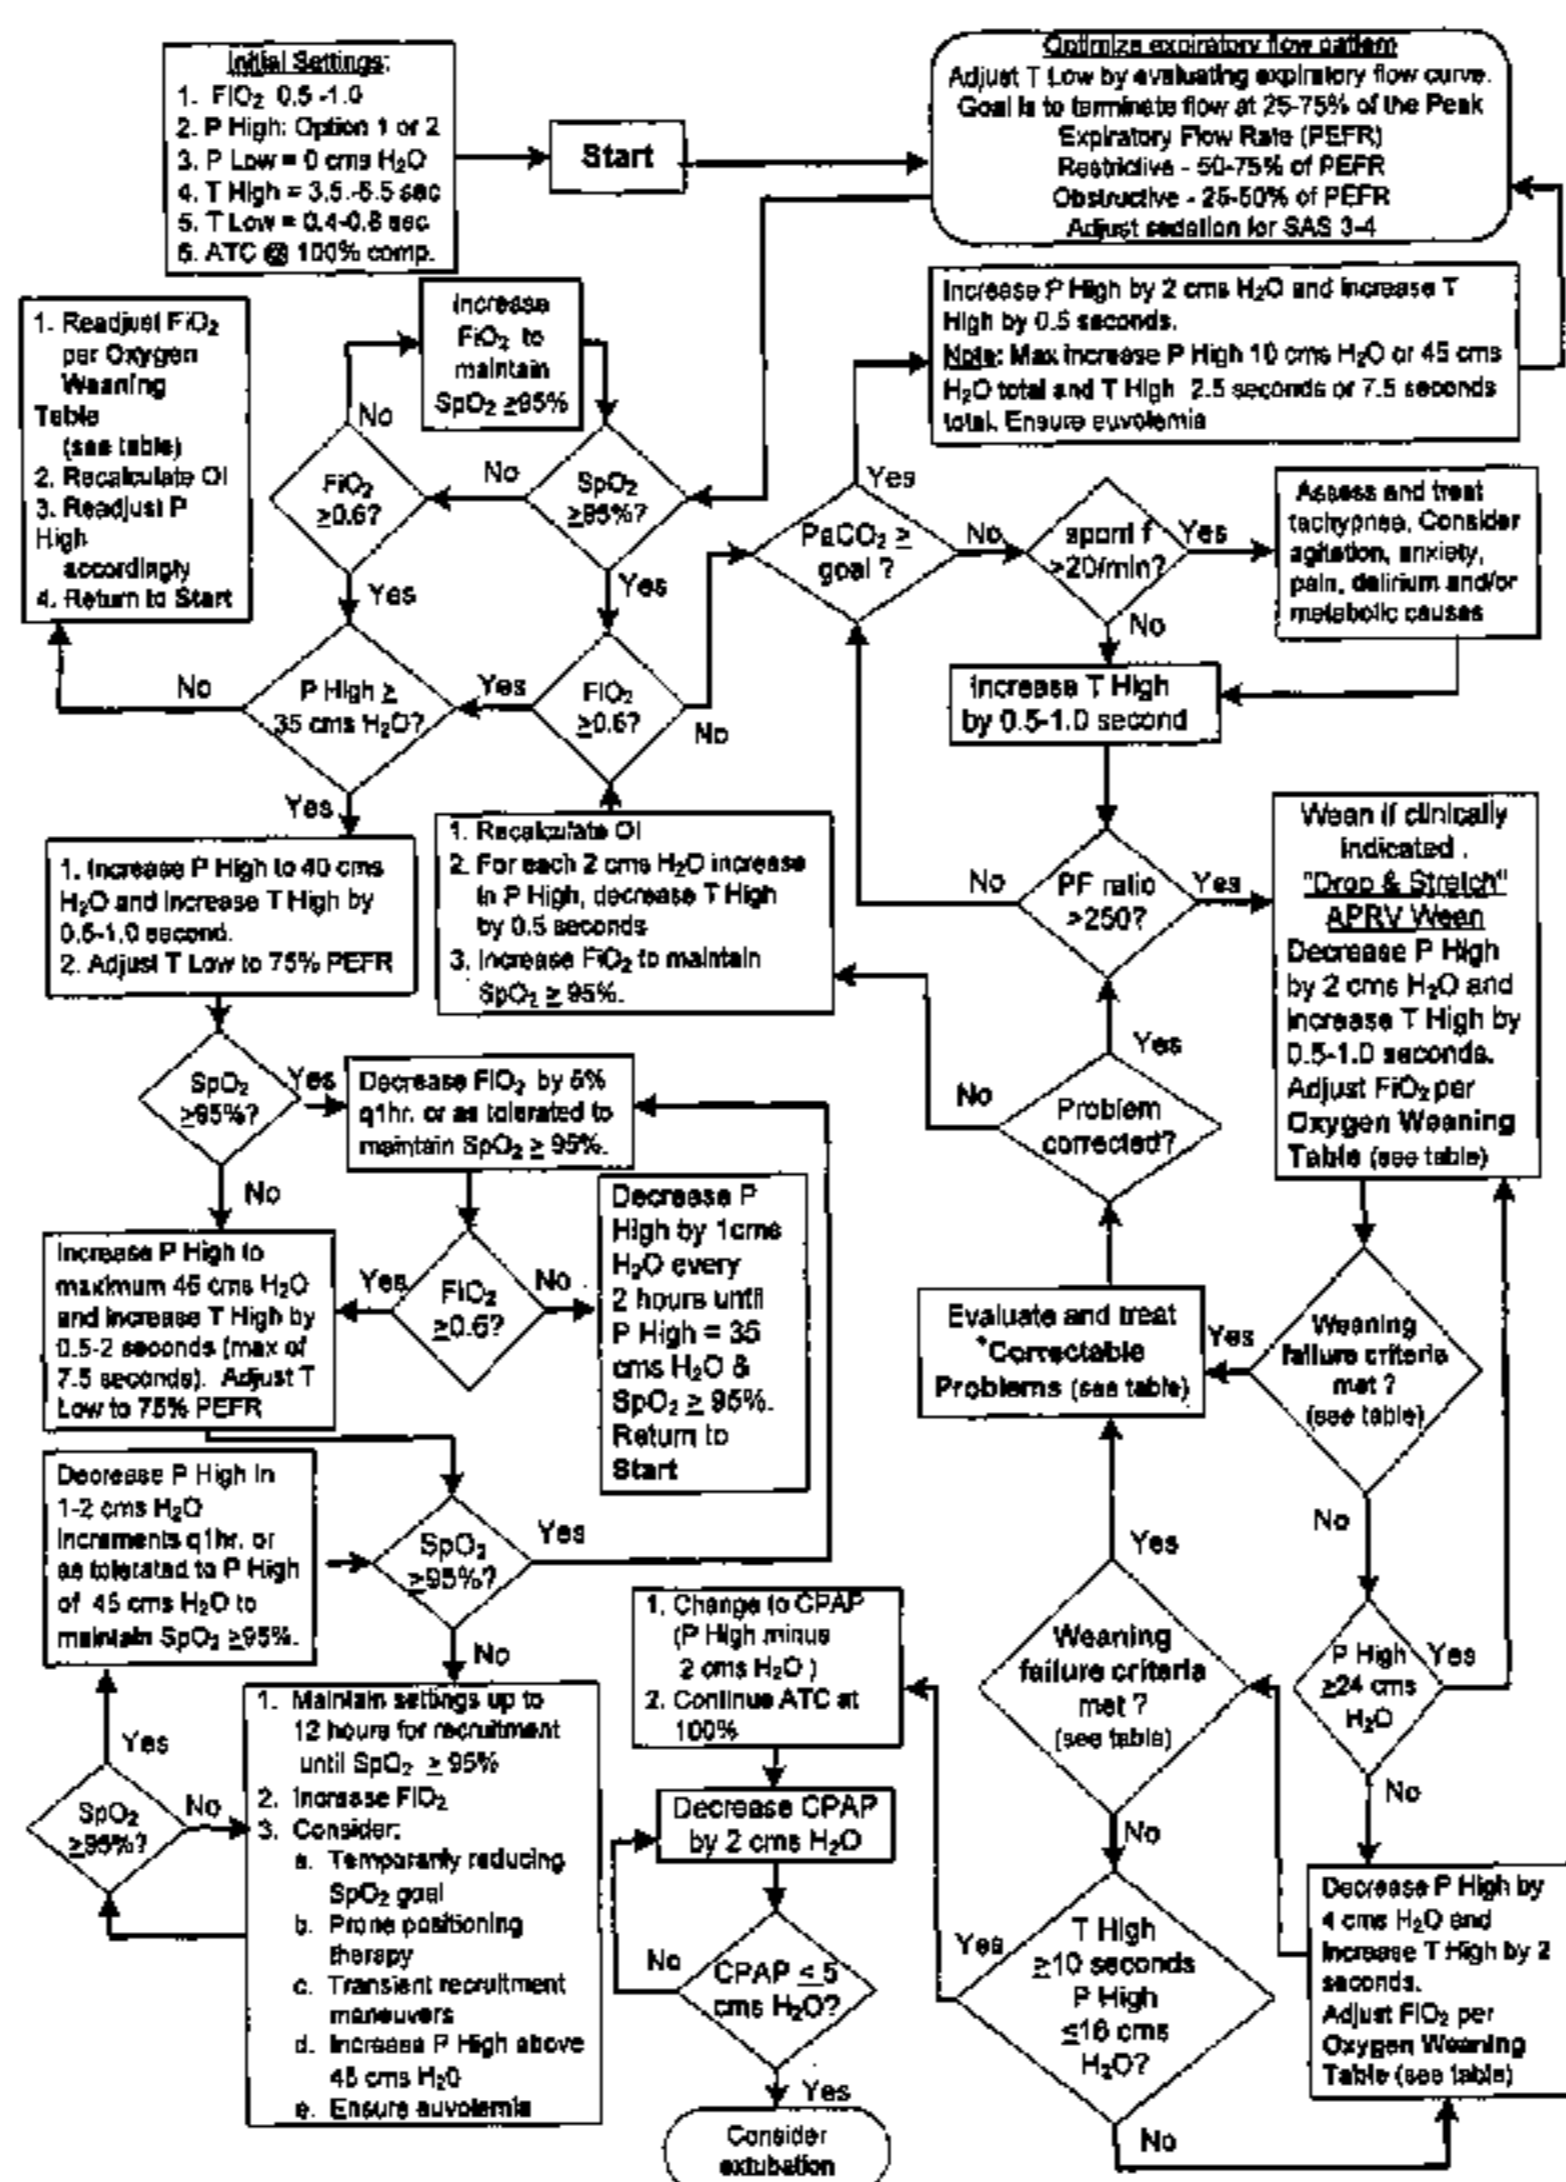 Initial Settings:
1. FiO₂ 0.5 -1.0
2. P High: Option 1 or 2
3. P Low = 0 cms H₂O
4. T High = 3.5.-6.5 sec
5. T Low = 0.4-0.8 sec
6. ATC @ 100% comp.
Start
Optimize expiratory flow pattern
Adjust T Low by evaluating expiratory flow curve.
Goal is to terminate flow at 25-75% of the Peak
Expiratory Flow Rate (PEFR)
Restrictive - 50-75% of PEFR
Obstructive - 25-50% of PEFR
Adjust sedation for SAS 3-4
Increase P High by 2 cms H₂O and increase T
High by 0.5 seconds.
Note: Max increase P High 10 cms H₂O or 45 cms
H₂O total and T High 2.5 seconds or 7.5 seconds
total. Ensure euvolemia
1. Readjust FiO₂
per Oxygen
Weaning
Table
(see table)
2. Recalculate OI
3. Readjust P
High
accordingly
4. Return to Start
Increase
FiO₂ to
maintain
SpO₂ ≥95%
No
FiO₂
≥0.6?
No
SpO₂
≥95%?
Yes
Yes
PaCO₂ ≥
goal ?
Yes
No
spont f
>20/min?
Yes
No
Assess and treat
tachypnea. Consider
agitation, anxiety,
pain, delirium and/or
metabolic causes
No
P High ≥
35 cms H₂O?
Yes
FiO₂
≥0.6?
No
Increase T High
by 0.5-1.0 second
Yes
1. Increase P High to 40 cms
H₂O and increase T High by
0.5-1.0 second.
2. Adjust T Low to 75% PEFR
1. Recalculate OI
2. For each 2 cms H₂O increase
in P High, decrease T High
by 0.5 seconds
3. Increase FiO₂ to maintain
SpO₂ ≥ 95%.
No
PF ratio
>250?
Yes
Wean if clinically
indicated .
"Drop & Stretch"
APRV Wean
Decrease P High
by 2 cms H₂O and
increase T High by
0.5-1.0 seconds.
Adjust FiO₂ per
Oxygen Weaning
Table (see table)
SpO₂
≥95%?
Yes
No
Decrease FiO₂ by 5%
q1hr. or as tolerated to
maintain SpO₂ ≥ 95%.
Yes
No
Problem
corrected?
Increase P High to
maximum 45 cms H₂O
and increase T High by
0.5-2 seconds (max of
7.5 seconds). Adjust T
Low to 75% PEFR
Yes
FiO₂
≥0.6?
No
Decrease P
High by 1cms
H₂O every
2 hours until
P High = 35
cms H₂O &
SpO₂ ≥ 95%.
Return to
Start
Evaluate and treat
*Correctable
Problems (see table)
Yes
Weaning
failure criteria
met ?
(see table)
No
Decrease P High in
1-2 cms H₂O
Increments q1hr. or
as tolerated to P High
of 45 cms H₂O to
maintain SpO₂ ≥95%.
SpO₂
≥95%?
Yes
No
Yes
Weaning
failure criteria
met ?
(see table)
No
P High
≥24 cms
H₂O
Yes
No
1. Change to CPAP
(P High minus
2 cms H₂O )
2. Continue ATC at
100%
Yes
SpO₂
≥95%?
No
1. Maintain settings up to
12 hours for recruitment
until SpO₂ ≥ 95%
2. Increase FiO₂
3. Consider:
a. Temporarily reducing
SpO₂ goal
b. Prone positioning
therapy
c. Transient recruitment
maneuvers
d. Increase P High above
45 cms H₂0
e. Ensure euvolemia
Decrease CPAP
by 2 cms H₂O
No
CPAP ≤ 5
cms H₂O?
Yes
Consider
extubation
Yes
T High
≥10 seconds
P High
≤16 cms
H₂O?
No
Decrease P High by
4 cms H₂O and
increase T High by 2
seconds.
Adjust FiO₂ per
Oxygen Weaning
Table (see table)